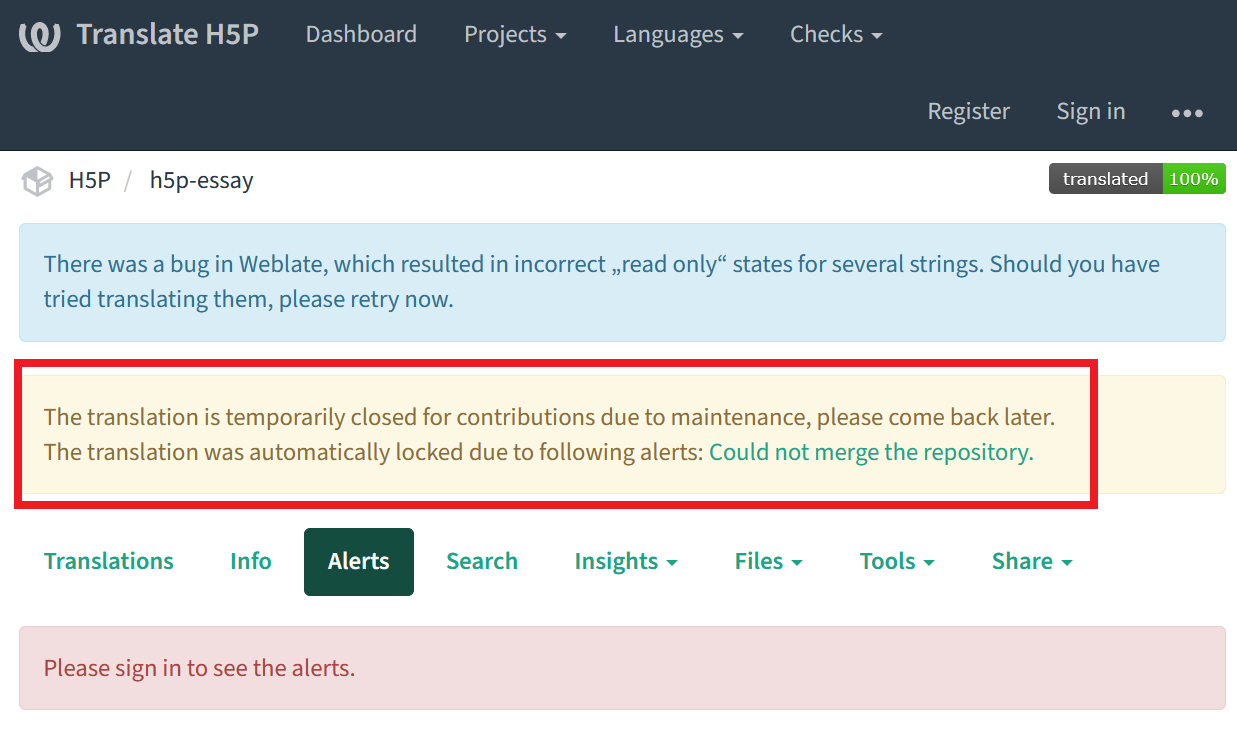 Translate H5P Dashboard Projects Languages Checks
Register Sign in
H5P / h5p-essay translated 100%
There was a bug in Weblate, which resulted in incorrect „read only“ states for several strings. Should you have
tried translating them, please retry now.
The translation is temporarily closed for contributions due to maintenance, please come back later.
The translation was automatically locked due to following alerts: Could not merge the repository.
Translations Info Alerts Search Insights Files Tools Share
Please sign in to see the alerts.